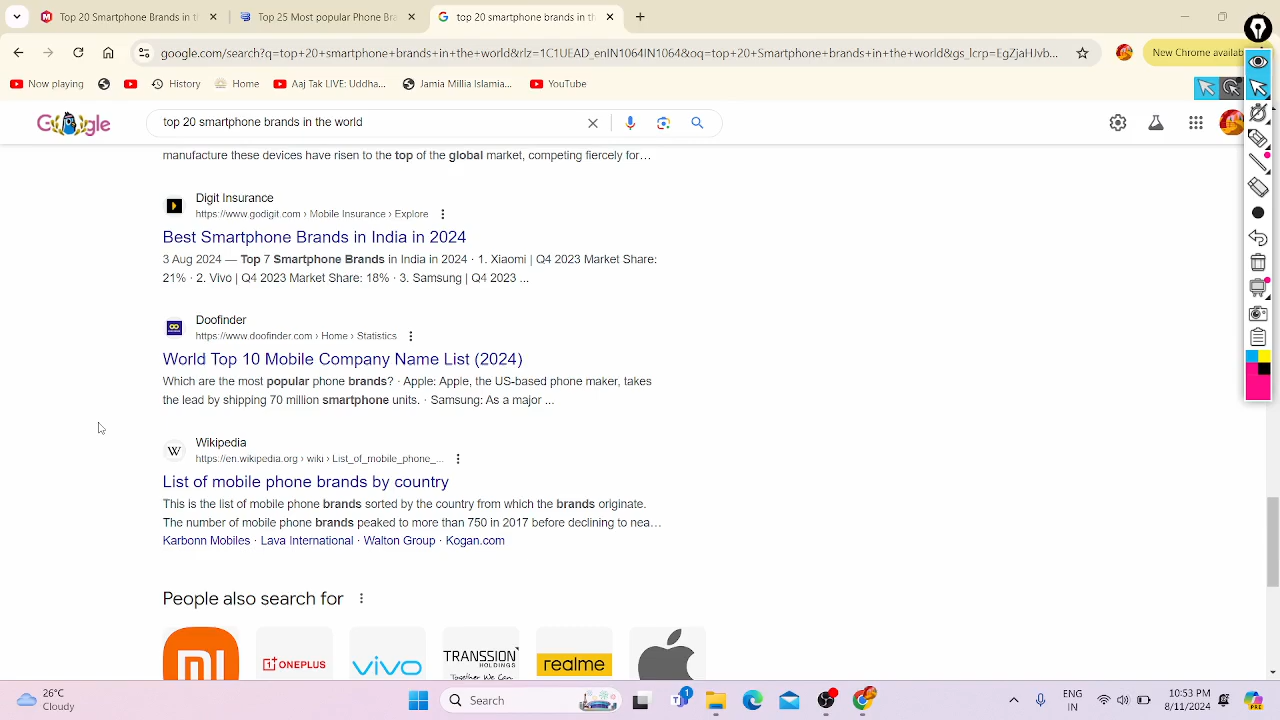 Top 20 Smartphone Brands in t
Top 25 Most popular Phone Bra
top 20 smartphone brands in the
google.com/search?q=top+20+smartphone+brands+in+the+world&rlz=1C1UEAD_enIN1064IN1064&oq=top+20+Smartphone+brands+in+the+world&gs_lcrp=EgZjaHJvb...
New Chrome availab
Now playing
History
Home
Aaj Tak LIVE: Uddha...
Jamia Millia Islamia...
YouTube
Google
top 20 smartphone brands in the world
manufacture these devices have risen to the top of the global market, competing fiercely for…
Digit Insurance
https://www.godigit.com › Mobile Insurance › Explore
Best Smartphone Brands in India in 2024
3 Aug 2024 — Top 7 Smartphone Brands in India in 2024 · 1. Xiaomi | Q4 2023 Market Share:
21% · 2. Vivo | Q4 2023 Market Share: 18% · 3. Samsung | Q4 2023 ...
Doofinder
https://www.doofinder.com › Home › Statistics
World Top 10 Mobile Company Name List (2024)
Which are the most popular phone brands? · Apple: Apple, the US-based phone maker, takes
the lead by shipping 70 million smartphone units. · Samsung: As a major ...
Wikipedia
https://en.wikipedia.org › wiki › List_of_mobile_phone_...
List of mobile phone brands by country
This is the list of mobile phone brands sorted by the country from which the brands originate.
The number of mobile phone brands peaked to more than 750 in 2017 before declining to nea…
Karbonn Mobiles · Lava International · Walton Group · Kogan.com
People also search for
ONEPLUS
vivo
TRANSSION
HOLDINGS
Together We Can
realme
26°C
Cloudy
Search
1
ENG
IN
10:53 PM
8/11/2024